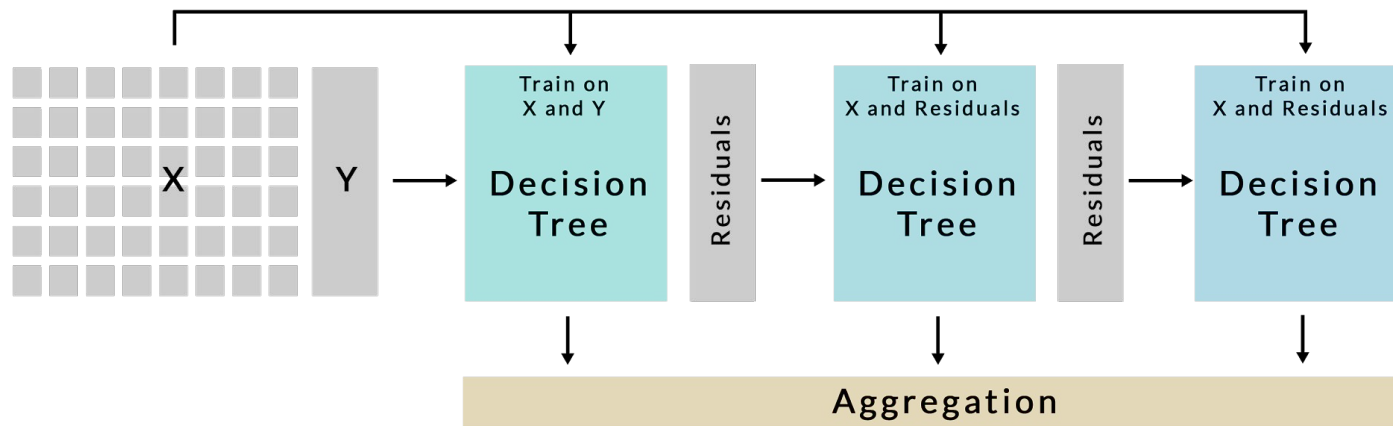 X
Y
Train on
X and Y
Decision
Tree
Residuals
Train on
X and Residuals
Decision
Tree
Residuals
Train on
X and Residuals
Decision
Tree
Aggregation